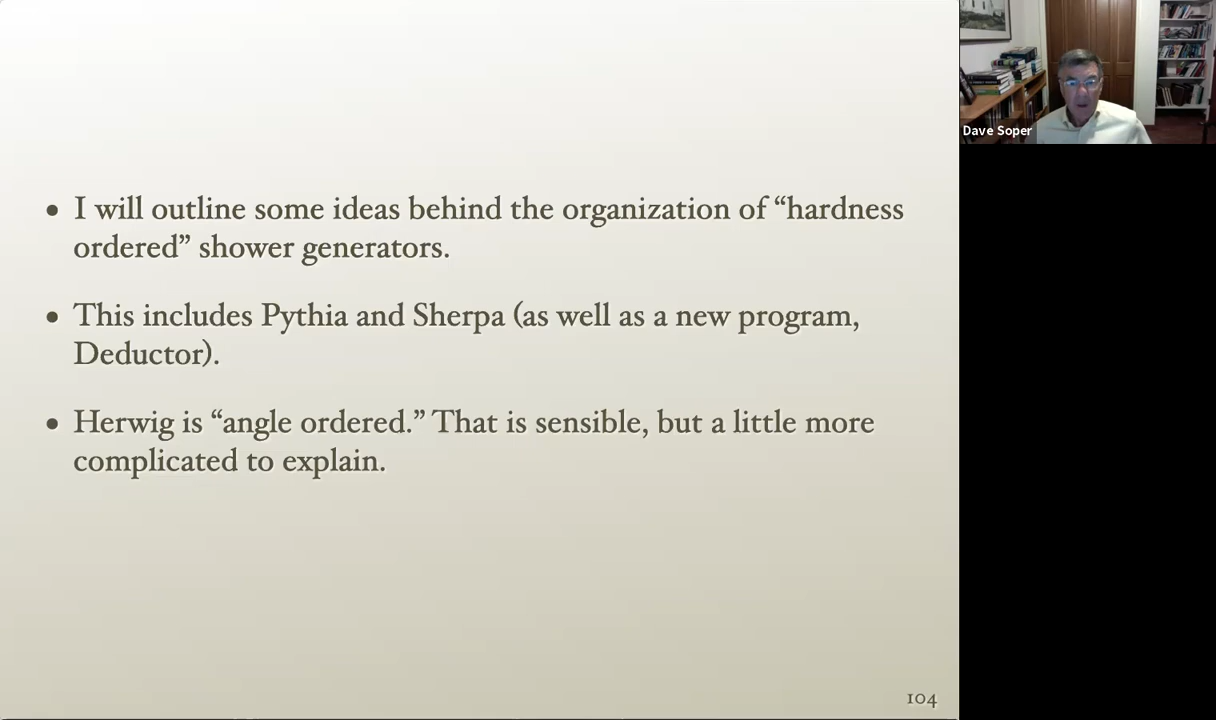 • I will outline some ideas behind the organization of “hardness
ordered” shower generators.
• This includes Pythia and Sherpa (as well as a new program,
Deductor).
• Herwig is “angle ordered.” That is sensible, but a little more
complicated to explain.
104
Dave Soper